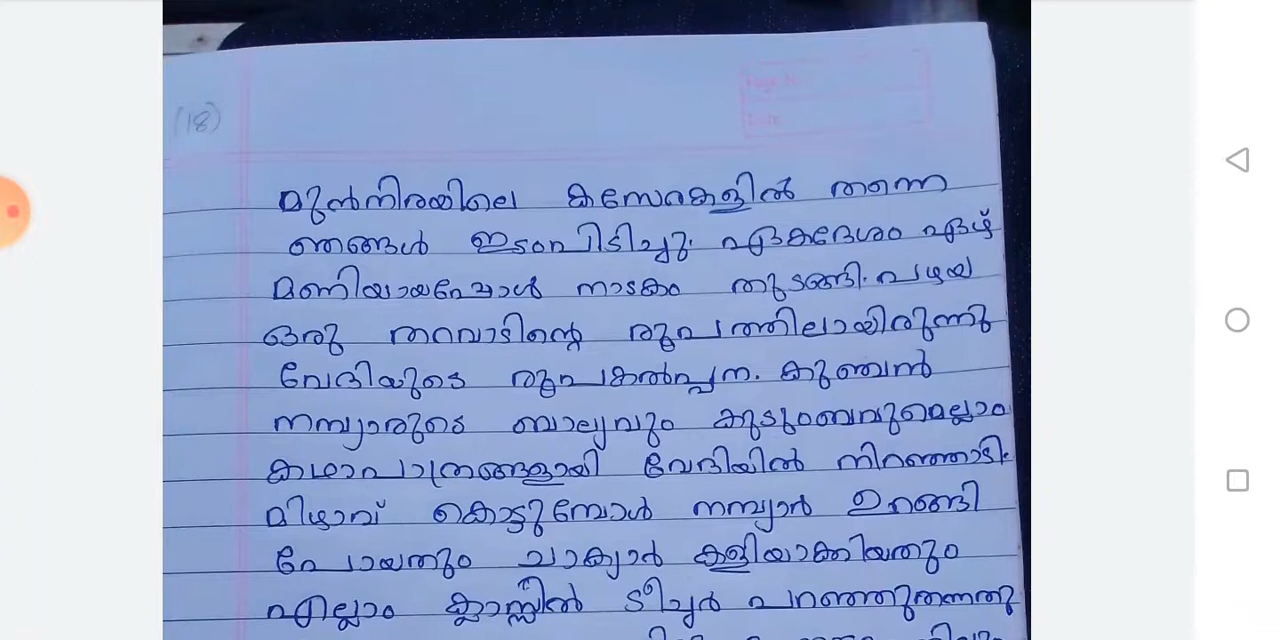 (18)
മുൻനിരയിലെ കസേരകളിൽ തന്നെ
ഞങ്ങൾ ഇടംപിടിച്ചു. ഏകദേശം ഏഴ്
മണിയായപ്പോൾ നാടകം തുടങ്ങി. പഴയ
ഒരു തറവാടിന്റെ രൂപത്തിലായിരുന്നു
വേദിയുടെ രൂപകൽപ്പന. കുഞ്ചൻ
നമ്പ്യാരുടെ ബാല്യവും കുടുംബവുമെല്ലാം
കഥാപാത്രങ്ങളായി വേദിയിൽ നിറഞ്ഞാടി.
മിഴാവ് കൊട്ടുമ്പോൾ നമ്പ്യാർ ഉറങ്ങി
പോയതും ചാക്യാർ കളിയാക്കിയതും
എല്ലാം ക്ലാസ്സിൽ ടീച്ചർ പറഞ്ഞുതന്നതു